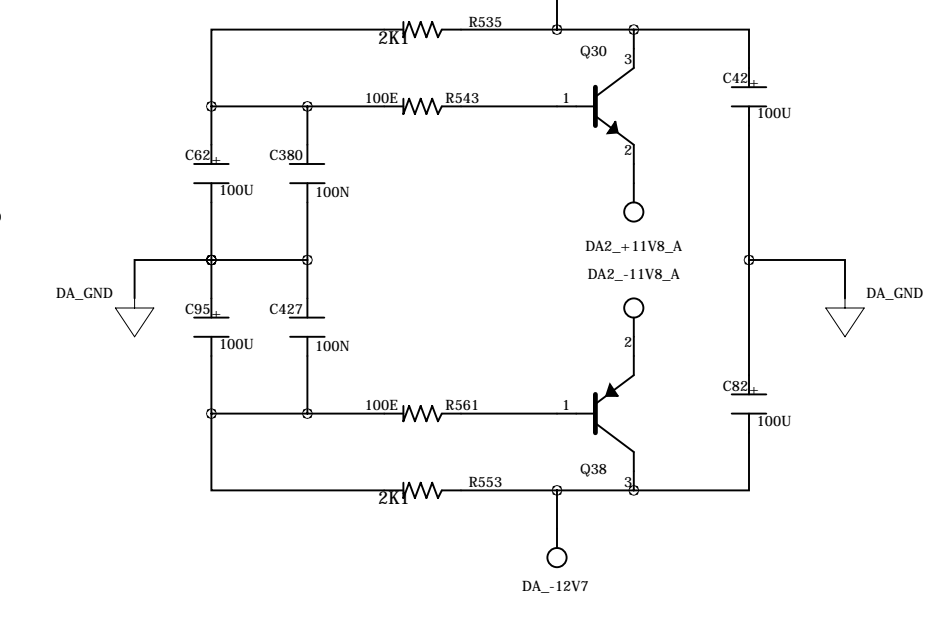 R535
2K1
Q30
3
C42
+
100E
R543
1
100U
2
C62
+
C380
100U
100N
DA2_+11V8_A
DA2_-11V8_A
DA_GND
DA_GND
C95
+
C427
100U
100N
2
C82
+
100E
R561
1
100U
Q38
R553
3
2K1
DA_-12V7